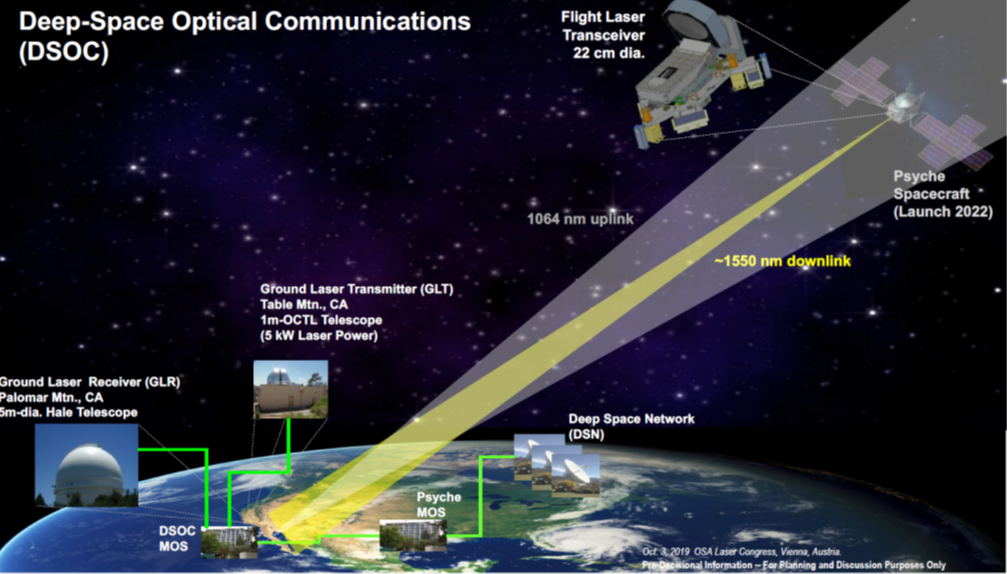 Deep-Space Optical Communications
(DSOC)
Flight Laser
Transceiver
22 cm dia.
Psyche
Spacecraft
(Launch 2022)
1064 nm uplink
~1550 nm downlink
Ground Laser Transmitter (GLT)
Table Mtn., CA
1m-OCTL Telescope
(5 kW Laser Power)
Ground Laser Receiver (GLR)
Palomar Mtn., CA
5m-dia. Hale Telescope
Deep Space Network
(DSN)
Psyche
MOS
DSOC
MOS
Oct. 3, 2019 OSA Laser Congress, Vienna, Austria.
Pre-Decisional Information – For Planning and Discussion Purposes Only